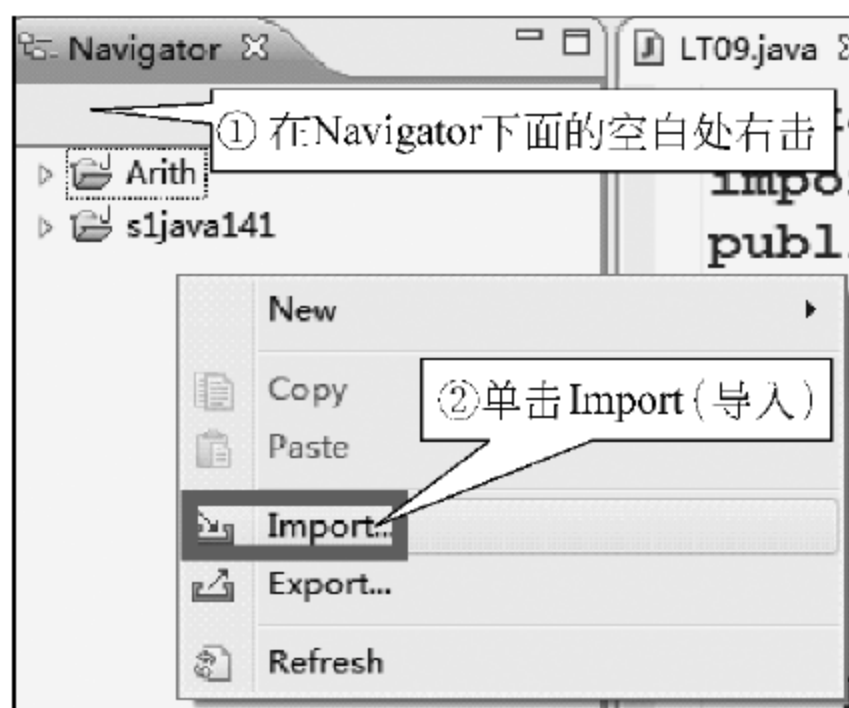 Navigator
LT09.java
① 在Navigator下面的空白处右击
Arith
impo
s1java141
publ
New
Copy
②单击Import(导入)
Paste
Import...
Export...
Refresh